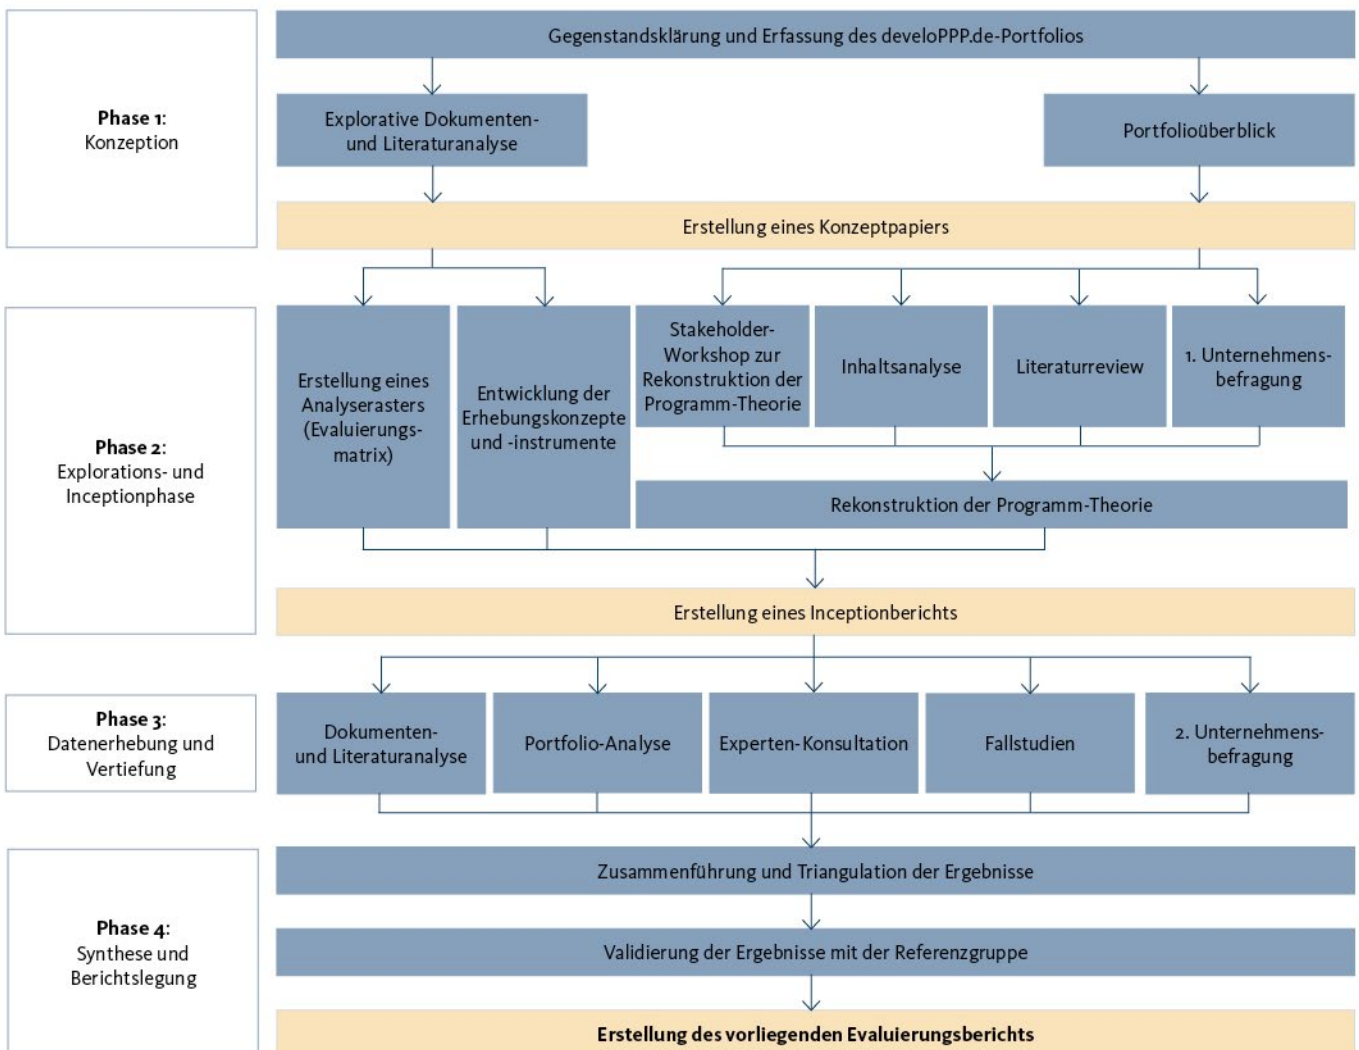 Phase 1:
Konzeption
Gegenstandsklärung und Erfassung des develoPPP.de-Portfolios
Explorative Dokumenten-
und Literaturanalyse
Portfolioüberblick
Erstellung eines Konzeptpapiers
Phase 2:
Explorations- und
Inceptionphase
Erstellung eines
Analyserasters
(Evaluierungs-
matrix)
Entwicklung der
Erhebungskonzepte
und -instrumente
Stakeholder-
Workshop zur
Rekonstruktion der
Programm-Theorie
Inhaltsanalyse
Literaturreview
1. Unternehmens-
befragung
Rekonstruktion der Programm-Theorie
Erstellung eines Inceptionberichts
Phase 3:
Datenerhebung und
Vertiefung
Dokumenten-
und Literaturanalyse
Portfolio-Analyse
Experten-Konsultation
Fallstudien
2. Unternehmens-
befragung
Phase 4:
Synthese und
Berichtslegung
Zusammenführung und Triangulation der Ergebnisse
Validierung der Ergebnisse mit der Referenzgruppe
Erstellung des vorliegenden Evaluierungsberichts